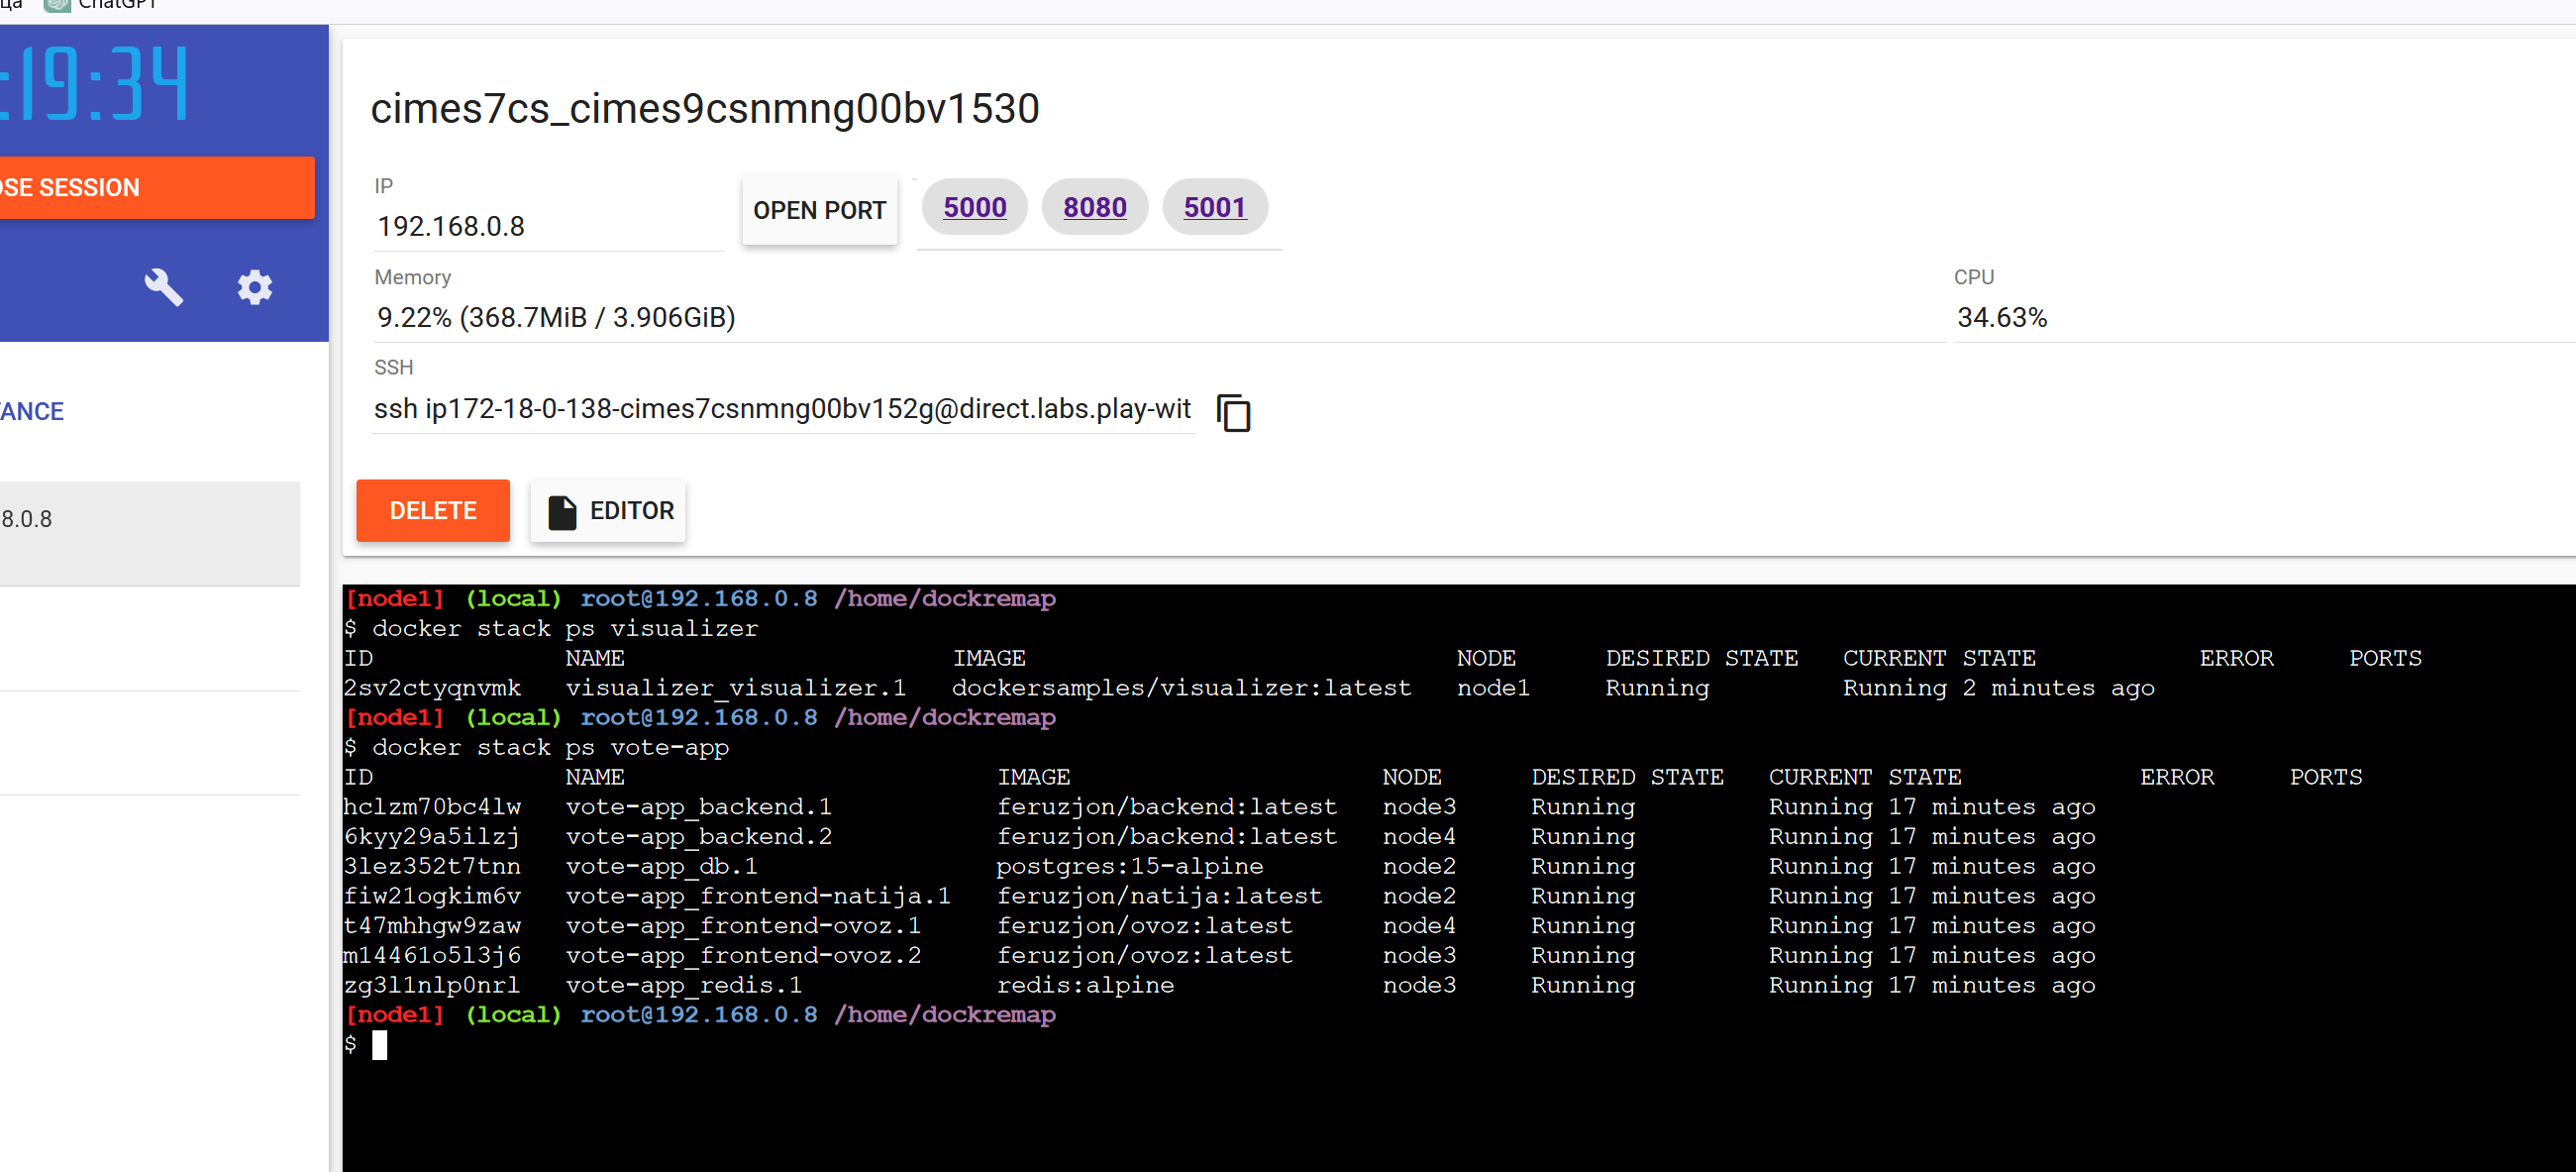 ца ChatGPT
:19:34
OSE SESSION
TANCE
8.0.8
cimes7cs_cimes9csnmng00bv1530
IP
192.168.0.8
OPEN PORT
5000 8080 5001
Memory
9.22% (368.7MiB / 3.906GiB)
CPU
34.63%
SSH
ssh ip172-18-0-138-cimes7csnmng00bv152g@direct.labs.play-wit
DELETE
EDITOR
[node1] (local) root@192.168.0.8 /home/dockremap
$ docker stack ps visualizer
ID NAME IMAGE NODE DESIRED STATE CURRENT STATE ERROR PORTS
2sv2ctyqnvmk visualizer_visualizer.1 dockersamples/visualizer:latest node1 Running Running 2 minutes ago
[node1] (local) root@192.168.0.8 /home/dockremap
$ docker stack ps vote-app
ID NAME IMAGE NODE DESIRED STATE CURRENT STATE ERROR PORTS
hclzm70bc4lw vote-app_backend.1 feruzjon/backend:latest node3 Running Running 17 minutes ago
6kyy29a5ilzj vote-app_backend.2 feruzjon/backend:latest node4 Running Running 17 minutes ago
3lez352t7tnn vote-app_db.1 postgres:15-alpine node2 Running Running 17 minutes ago
fiw21ogkim6v vote-app_frontend-natija.1 feruzjon/natija:latest node2 Running Running 17 minutes ago
t47mhhgw9zaw vote-app_frontend-ovoz.1 feruzjon/ovoz:latest node4 Running Running 17 minutes ago
m14461o5l3j6 vote-app_frontend-ovoz.2 feruzjon/ovoz:latest node3 Running Running 17 minutes ago
zg3l1nlp0nrl vote-app_redis.1 redis:alpine node3 Running Running 17 minutes ago
[node1] (local) root@192.168.0.8 /home/dockremap
$